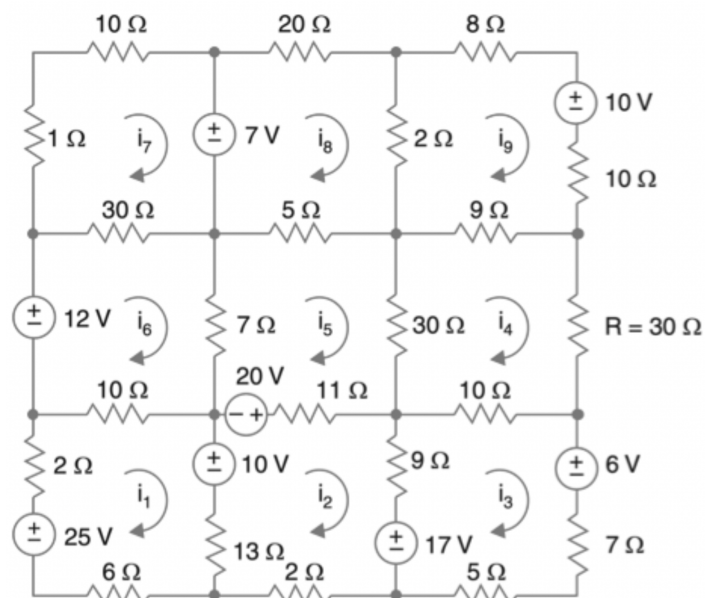 10 Ω 20 Ω 8 Ω
± 10 V
1 Ω i7 ± 7 V i8 2 Ω i9
10 Ω
30 Ω 5 Ω 9 Ω
± 12 V i6 7 Ω i5 30 Ω i4 R = 30 Ω
20 V
10 Ω − + 11 Ω 10 Ω
2 Ω ± 10 V 9 Ω ± 6 V
i1 i2 i3
± 25 V 13 Ω ± 17 V 7 Ω
6 Ω 2 Ω 5 Ω